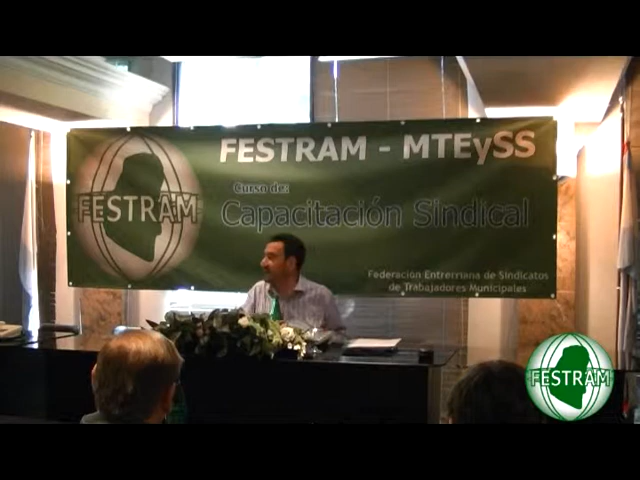 FESTRAM - MTEySS
Curso de:
Capacitación Sindical
FESTRAM
Federación Entrerriana de Sindicatos
de Trabajadores Municipales
FESTRAM